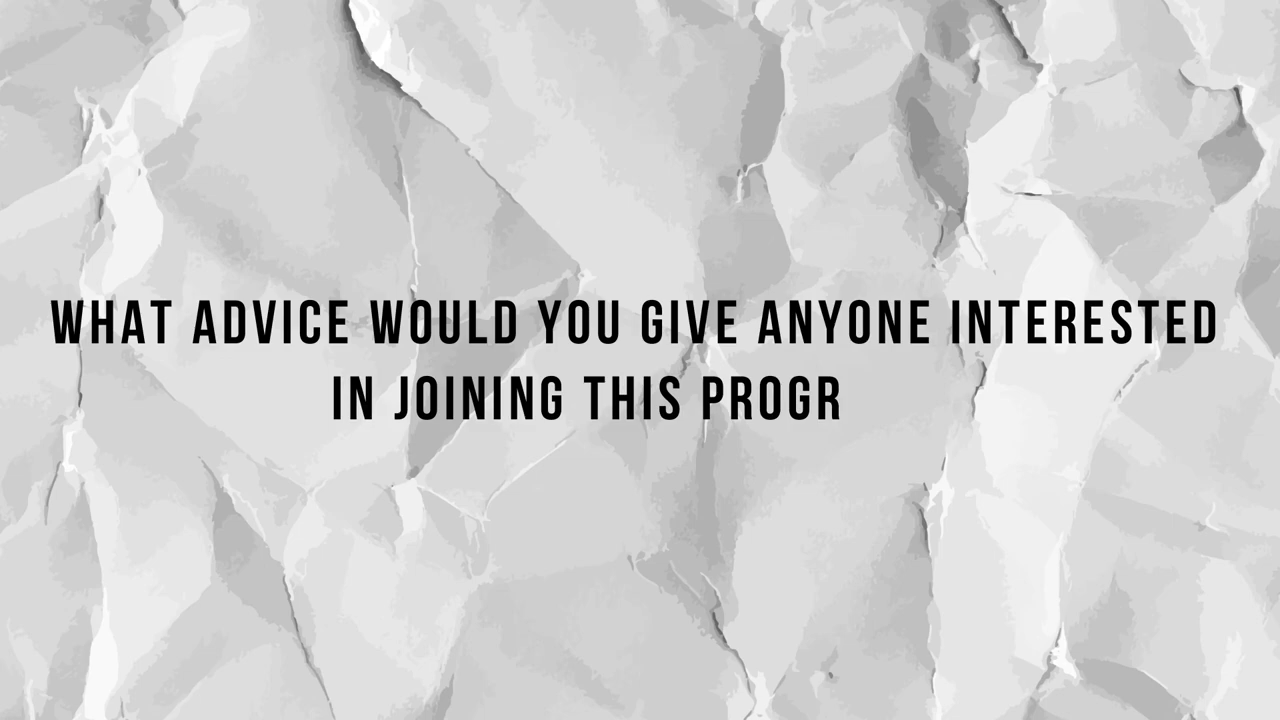 WHAT ADVICE WOULD YOU GIVE ANYONE INTERESTED
IN JOINING THIS PROGR